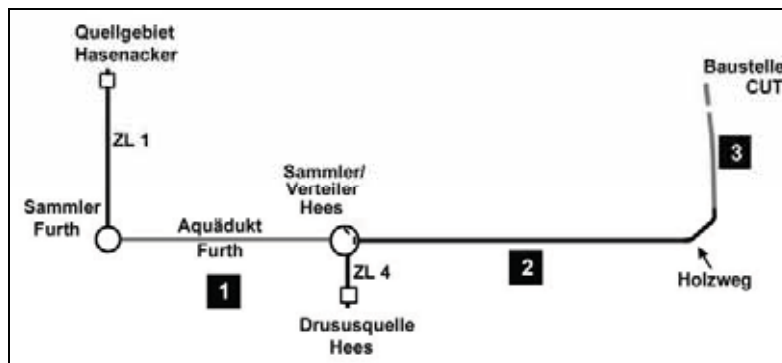 Quellgebiet
Hasenacker
Baustelle
CUT
ZL 1
3
Sammler/
Verteiler
Hees
Sammler
Furth
Aquädukt
Furth
ZL 4
1
2
Holzweg
Drususquelle
Hees